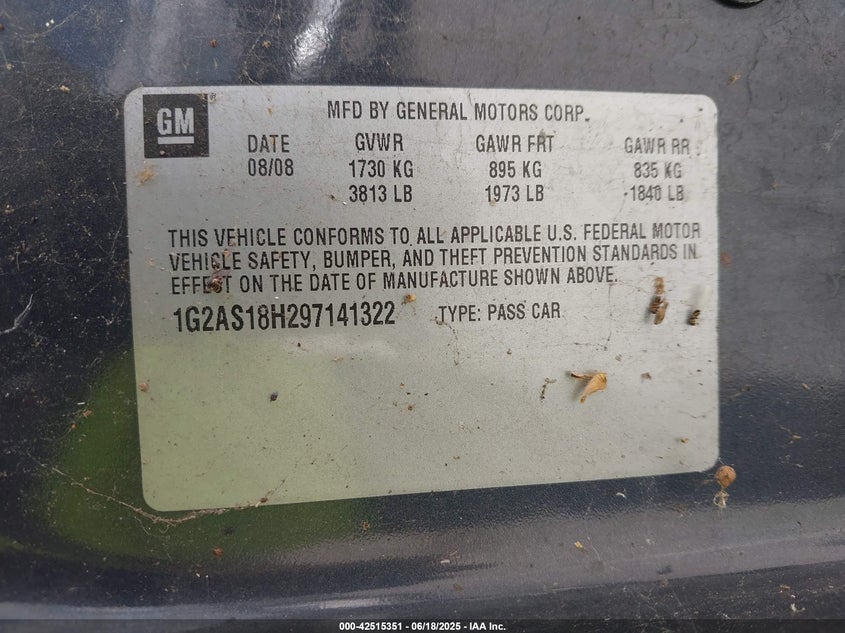 GM ®
MFD BY GENERAL MOTORS CORP.
DATE GVWR GAWR FRT GAWR RR
08/08 1730 KG 895 KG 835 KG
3813 LB 1973 LB 1840 LB
THIS VEHICLE CONFORMS TO ALL APPLICABLE U.S. FEDERAL MOTOR
VEHICLE SAFETY, BUMPER, AND THEFT PREVENTION STANDARDS IN
EFFECT ON THE DATE OF MANUFACTURE SHOWN ABOVE.
1G2AS18H297141322 TYPE: PASS CAR
000-42515351 | 06/18/2025 - IAA Inc.